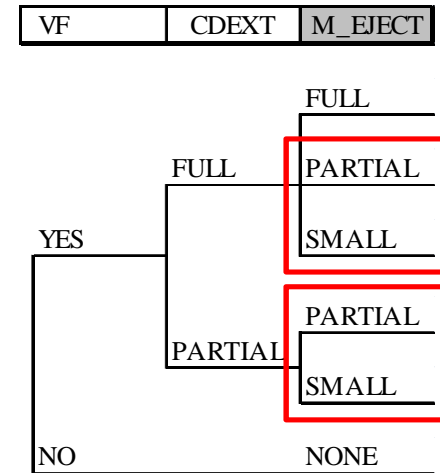 VF CDEXT M_EJECT
FULL
FULL PARTIAL
YES SMALL
PARTIAL
PARTIAL
SMALL
NO NONE